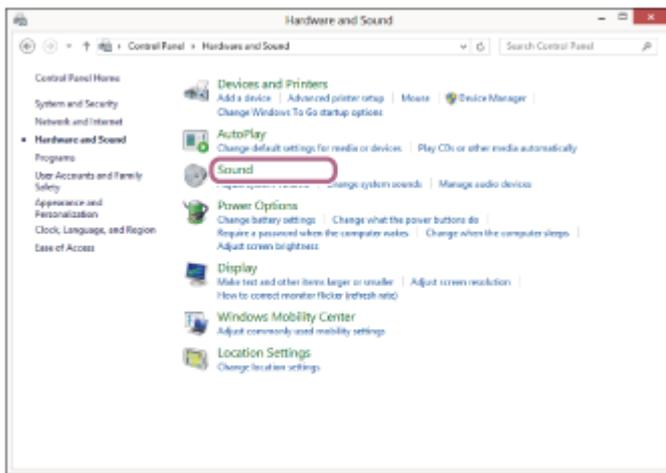 Hardware and Sound
Control Panel
Hardware and Sound
Search Control Panel
Control Panel Home
System and Security
Network and Internet
Hardware and Sound
Programs
User Accounts and Family
Safety
Appearance and
Personalization
Clock, Language, and Region
Ease of Access
Devices and Printers
Add a device
Advanced printer setup
Mouse
Device Manager
Change Windows To Go startup options
AutoPlay
Change default settings for media or devices
Play CDs or other media automatically
Sound
Change system sounds
Manage audio devices
Power Options
Change battery settings
Change what the power buttons do
Require a password when the computer wakes
Change when the computer sleeps
Adjust screen brightness
Display
Make text and other items larger or smaller
Adjust screen resolution
How to correct monitor flicker (refresh rate)
Windows Mobility Center
Adjust commonly used mobility settings
Location Settings
Change location settings